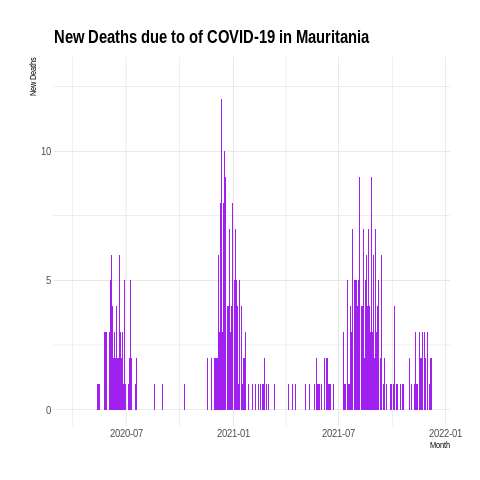 New Deaths due to of COVID-19 in Mauritania
New Deaths
10
5
0
2020-07
2021-01
2021-07
2022-01
Month